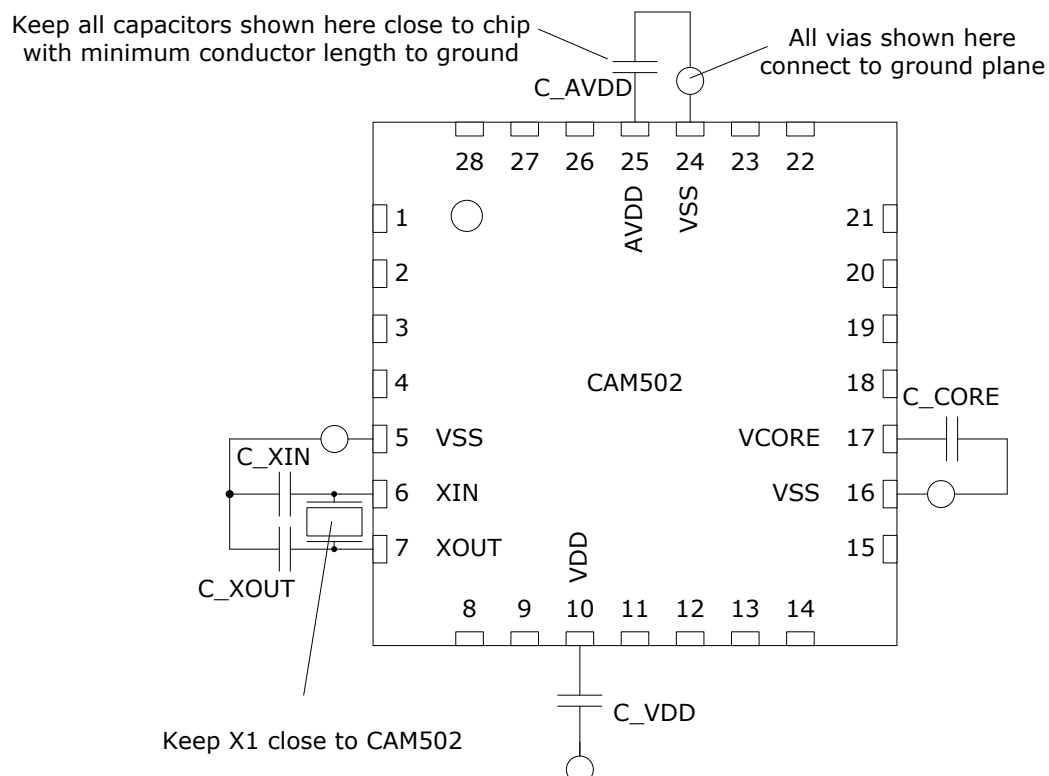 Keep all capacitors shown here close to chip
with minimum conductor length to ground
All vias shown here
connect to ground plane
C_AVDD
28 27 26 25 24 23 22
AVDD
VSS
1
21
2
20
3
19
4
CAM502
18
C_CORE
5 VSS
VCORE 17
C_XIN
6 XIN
VSS 16
7 XOUT
15
C_XOUT
VDD
8 9 10 11 12 13 14
C_VDD
Keep X1 close to CAM502